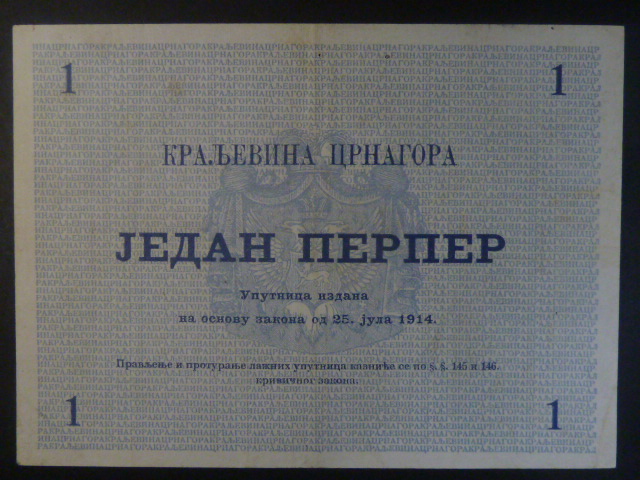 1 1
КРАЉЕВИНА ЦРНАГОРА
ЈЕДАН ПЕРПЕР
Упутница издана
на основу закона од 25. јула 1914.
Прављење и протурање лажних упутница казниће се по §. §. 145 и 146.
кривичног закона.
1 1